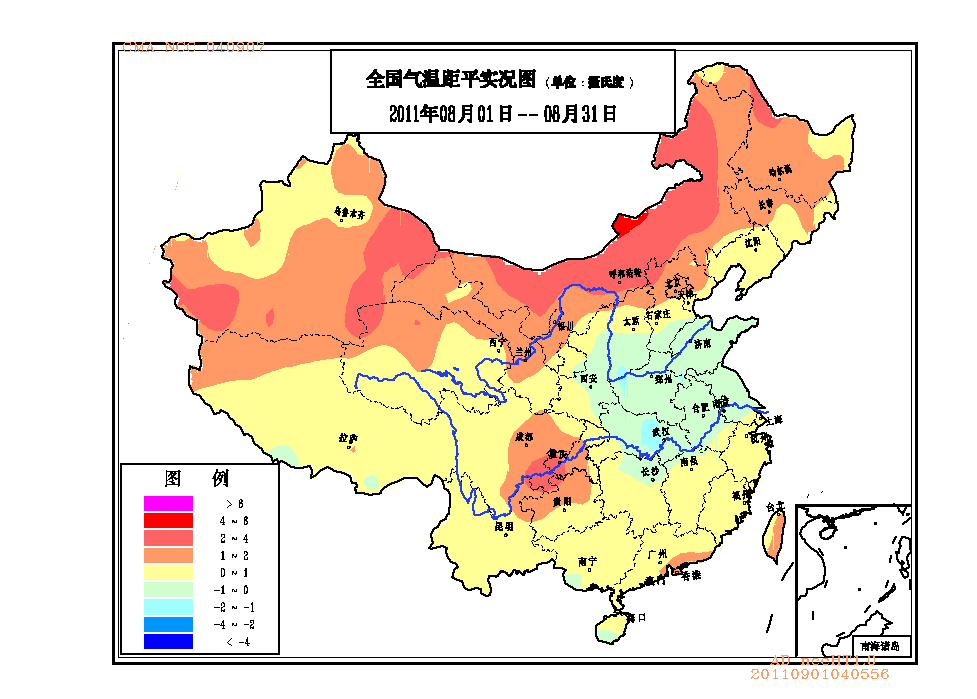 CMA NCC 040902
全国气温距平实况图（单位：摄氏度）
2011年08月01日 -- 08月31日
哈尔滨
长春
乌鲁木齐
沈阳
呼和浩特
北京
天津
银川
太原
石家庄
西宁
兰州
济南
西安
郑州
合肥
南京
上海
拉萨
成都
武汉
杭州
重庆
长沙
南昌
贵阳
福州
台北
昆明
南宁
广州
澳门
香港
海口
图 例
> 6
4 ~ 6
2 ~ 4
1 ~ 2
0 ~ 1
-1 ~ 0
-2 ~ -1
-4 ~ -2
< -4
南海诸岛
20110901040556